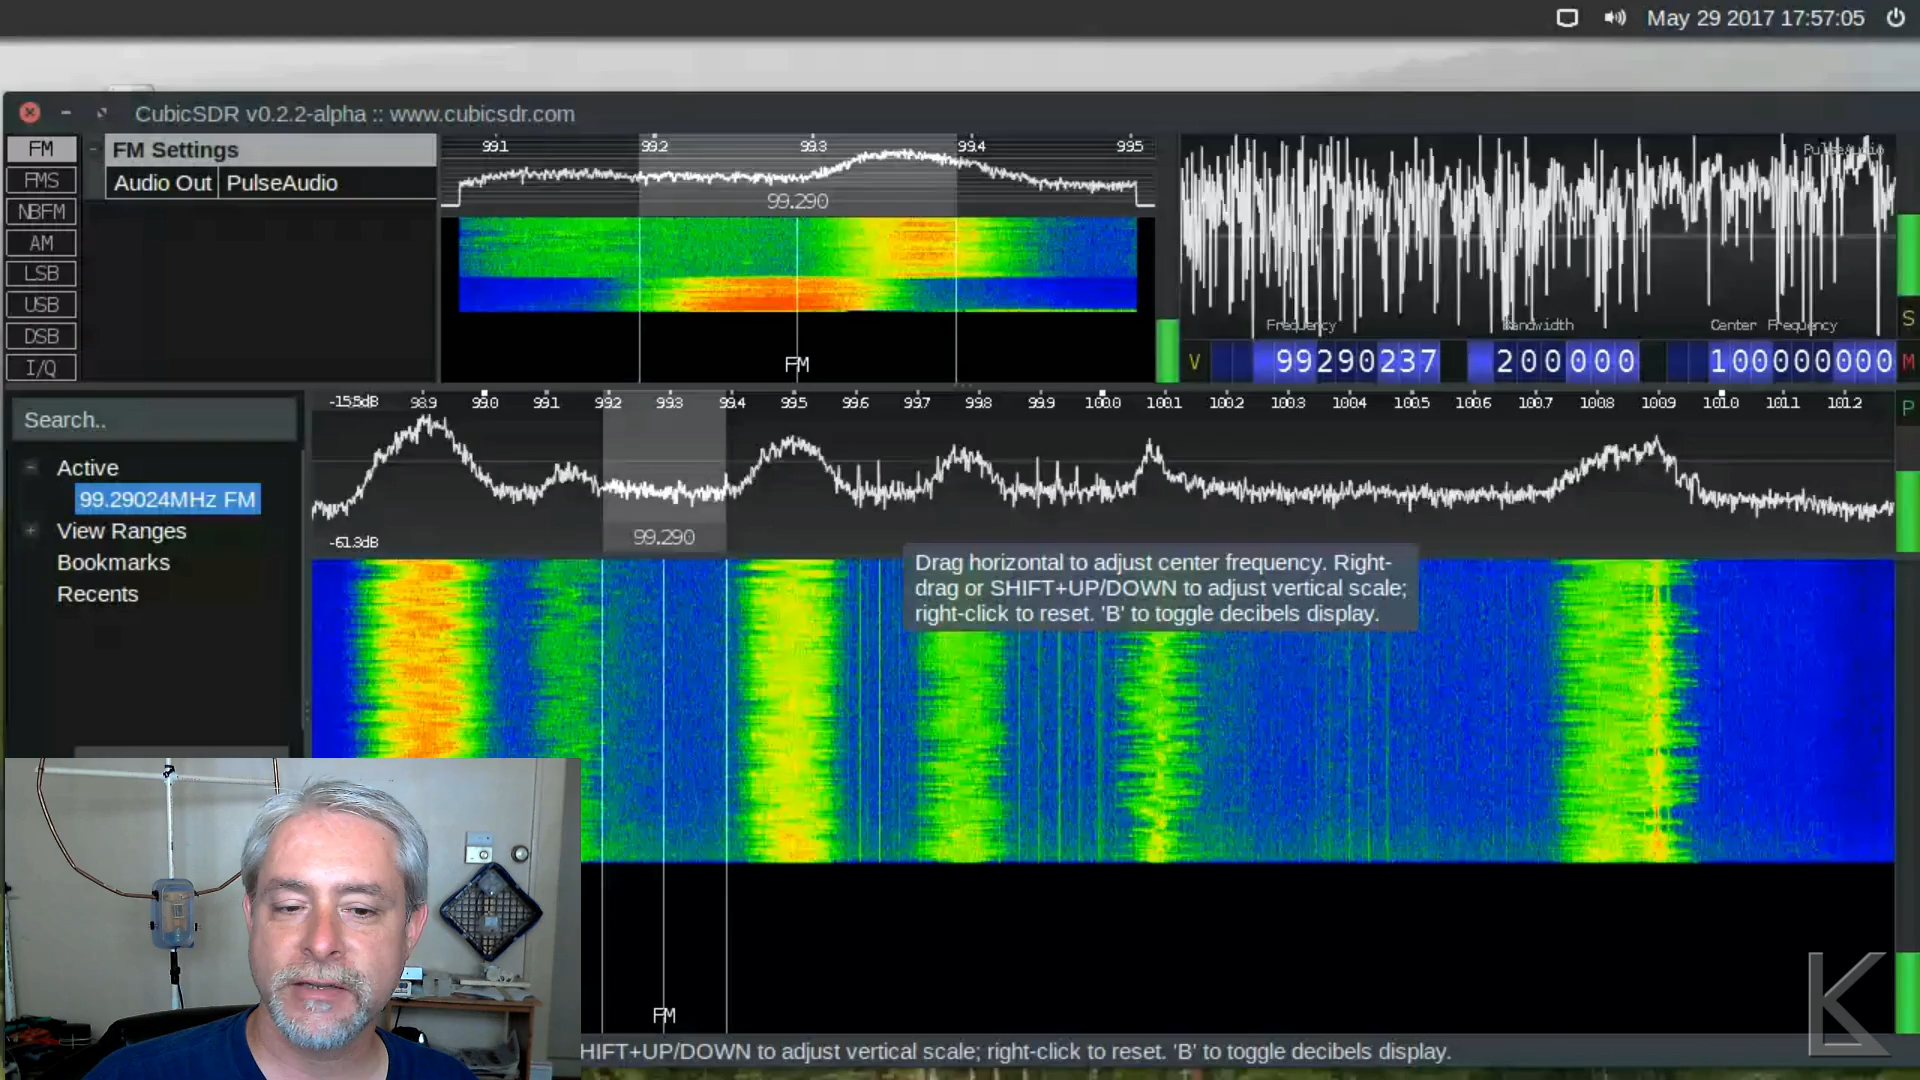 May 29 2017 17:57:05
CubicSDR v0.2.2-alpha :: www.cubicsdr.com
FM
FMS
NBFM
AM
LSB
USB
DSB
I/Q
FM Settings
Audio Out PulseAudio
99.1 99.2 99.3 99.4 99.5
99.290
FM
PulseAudio
Frequency Bandwidth Center Frequency
V 99290237 200000 100000000
S
M
P
Search..
Active
99.29024MHz FM
View Ranges
Bookmarks
Recents
-15.5dB 98.9 99.0 99.1 99.2 99.3 99.4 99.5 99.6 99.7 99.8 99.9 100.0 100.1 100.2 100.3 100.4 100.5 100.6 100.7 100.8 100.9 101.0 101.1 101.2
-61.3dB
99.290
Drag horizontal to adjust center frequency. Right-
drag or SHIFT+UP/DOWN to adjust vertical scale;
right-click to reset. 'B' to toggle decibels display.
FM
K
HIFT+UP/DOWN to adjust vertical scale; right-click to reset. 'B' to toggle decibels display.